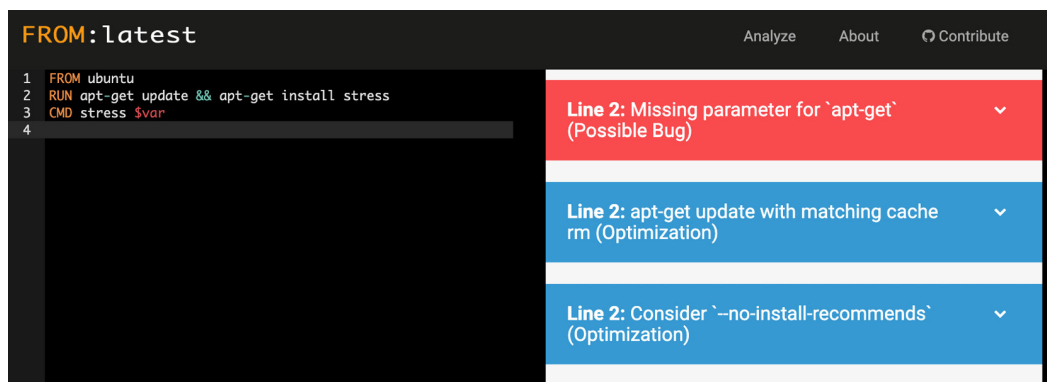 FROM:latest
Analyze About Contribute
1 FROM ubuntu
2 RUN apt-get update && apt-get install stress
3 CMD stress $var
4
Line 2: Missing parameter for `apt-get`
(Possible Bug)
Line 2: apt-get update with matching cache
rm (Optimization)
Line 2: Consider `--no-install-recommends`
(Optimization)